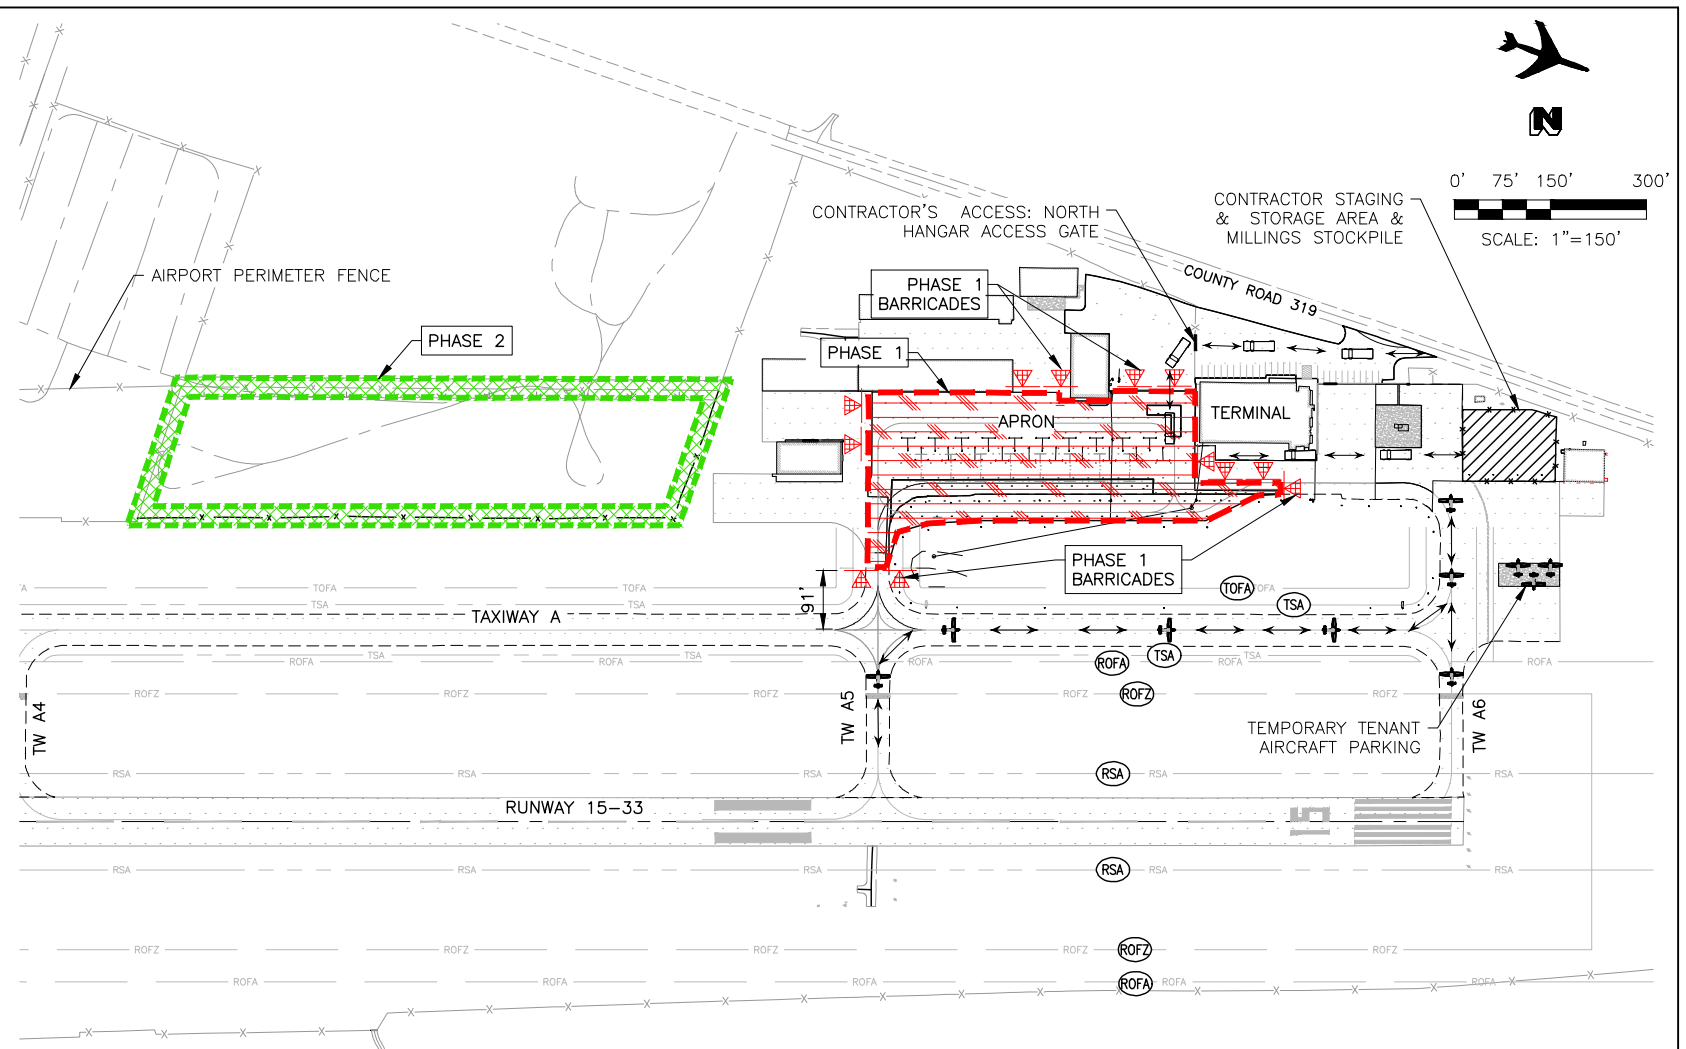 N
0' 75' 150' 300'
SCALE: 1"=150'
CONTRACTOR STAGING
& STORAGE AREA &
MILLINGS STOCKPILE
CONTRACTOR'S ACCESS: NORTH
HANGAR ACCESS GATE
COUNTY ROAD 319
AIRPORT PERIMETER FENCE
PHASE 1
BARRICADES
PHASE 2
PHASE 1
APRON
TERMINAL
PHASE 1
BARRICADES
91'
TOFA TOFA TOFA TOFA
TSA TSA TSA
TAXIWAY A
TSA TSA TSA
ROFA ROFA ROFA ROFA ROFA ROFA
ROFZ ROFZ ROFZ ROFZ ROFZ ROFZ
TW A4
TW A5
TW A6
TEMPORARY TENANT
AIRCRAFT PARKING
RSA RSA RSA RSA RSA RSA
RUNWAY 15-33
15
RSA RSA RSA RSA RSA RSA
ROFZ ROFZ ROFZ ROFZ ROFZ ROFZ
ROFA ROFA ROFA ROFA ROFA ROFA
X X X X X X X X